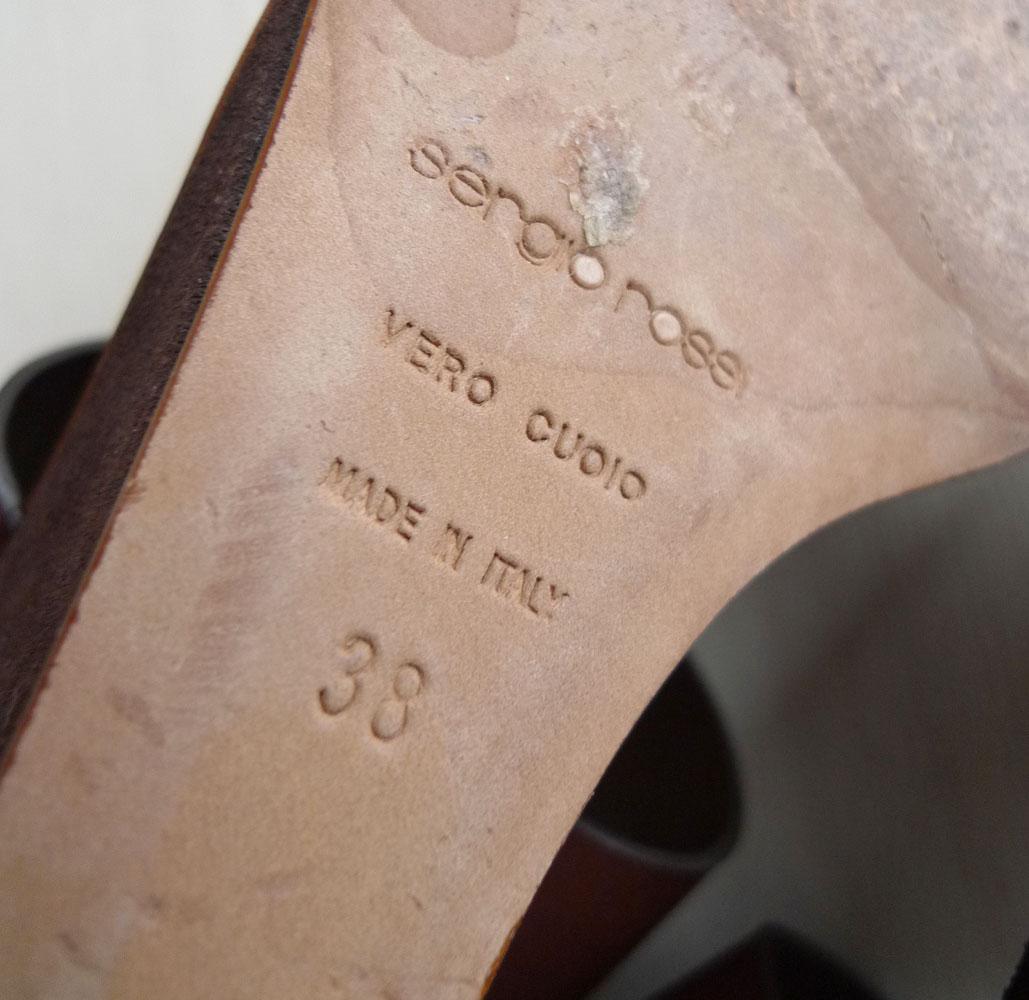 sergio rossi
VERO CUOIO
MADE IN ITALY
38